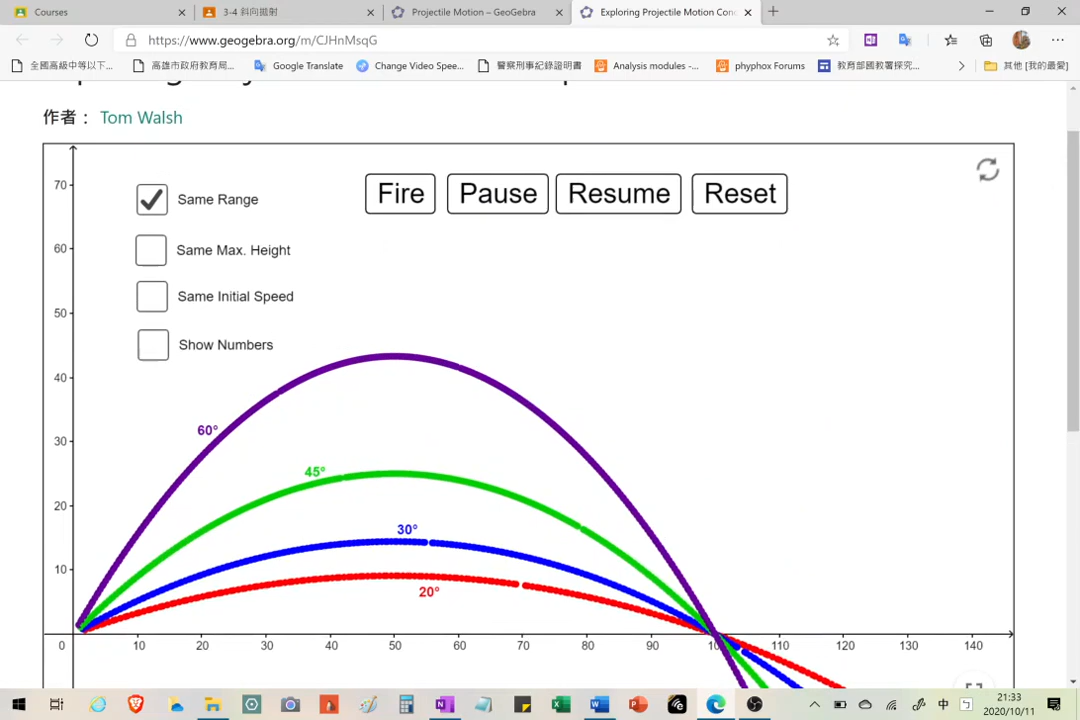 Courses
3-4 斜向拋射
Projectile Motion – GeoGebra
Exploring Projectile Motion Conc
https://www.geogebra.org/m/CJHnMsqG
全國高級中等以下...
高雄市政府教育局...
Google Translate
Change Video Spee...
警察刑事紀錄證明書
Analysis modules -...
phyphox Forums
教育部國教署探究...
其他 [我的最愛]
作者： Tom Walsh
Same Range
Same Max. Height
Same Initial Speed
Show Numbers
Fire
Pause
Resume
Reset
70
60
50
40
30
20
10
60°
45°
30°
20°
0 10 20 30 40 50 60 70 80 90 100 110 120 130 140
中
21:33
2020/10/11